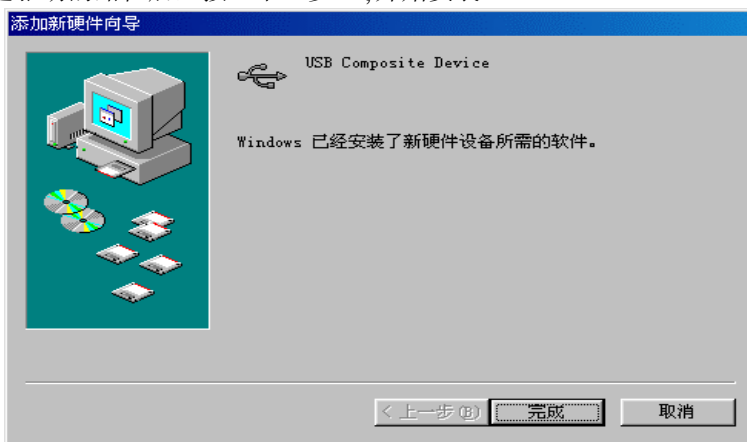 添加新硬件向导
USB Composite Device
Windows 已经安装了新硬件设备所需的软件。
< 上一步(B)
完成
取消